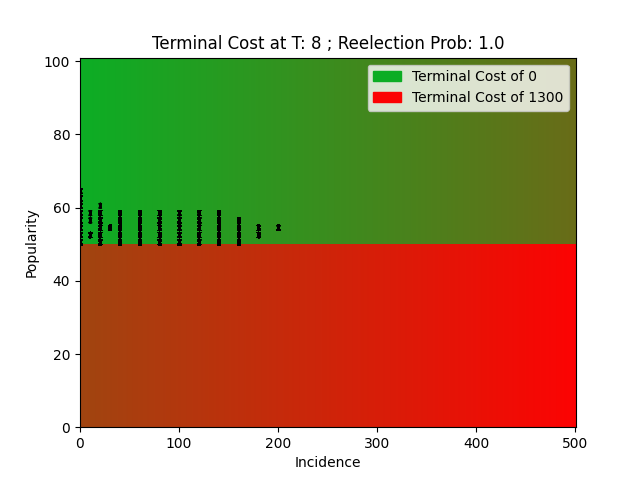 Terminal Cost at T: 8 ; Reelection Prob: 1.0
Terminal Cost of 0
Terminal Cost of 1300
100
80
60
40
20
0
Popularity
0 100 200 300 400 500
Incidence